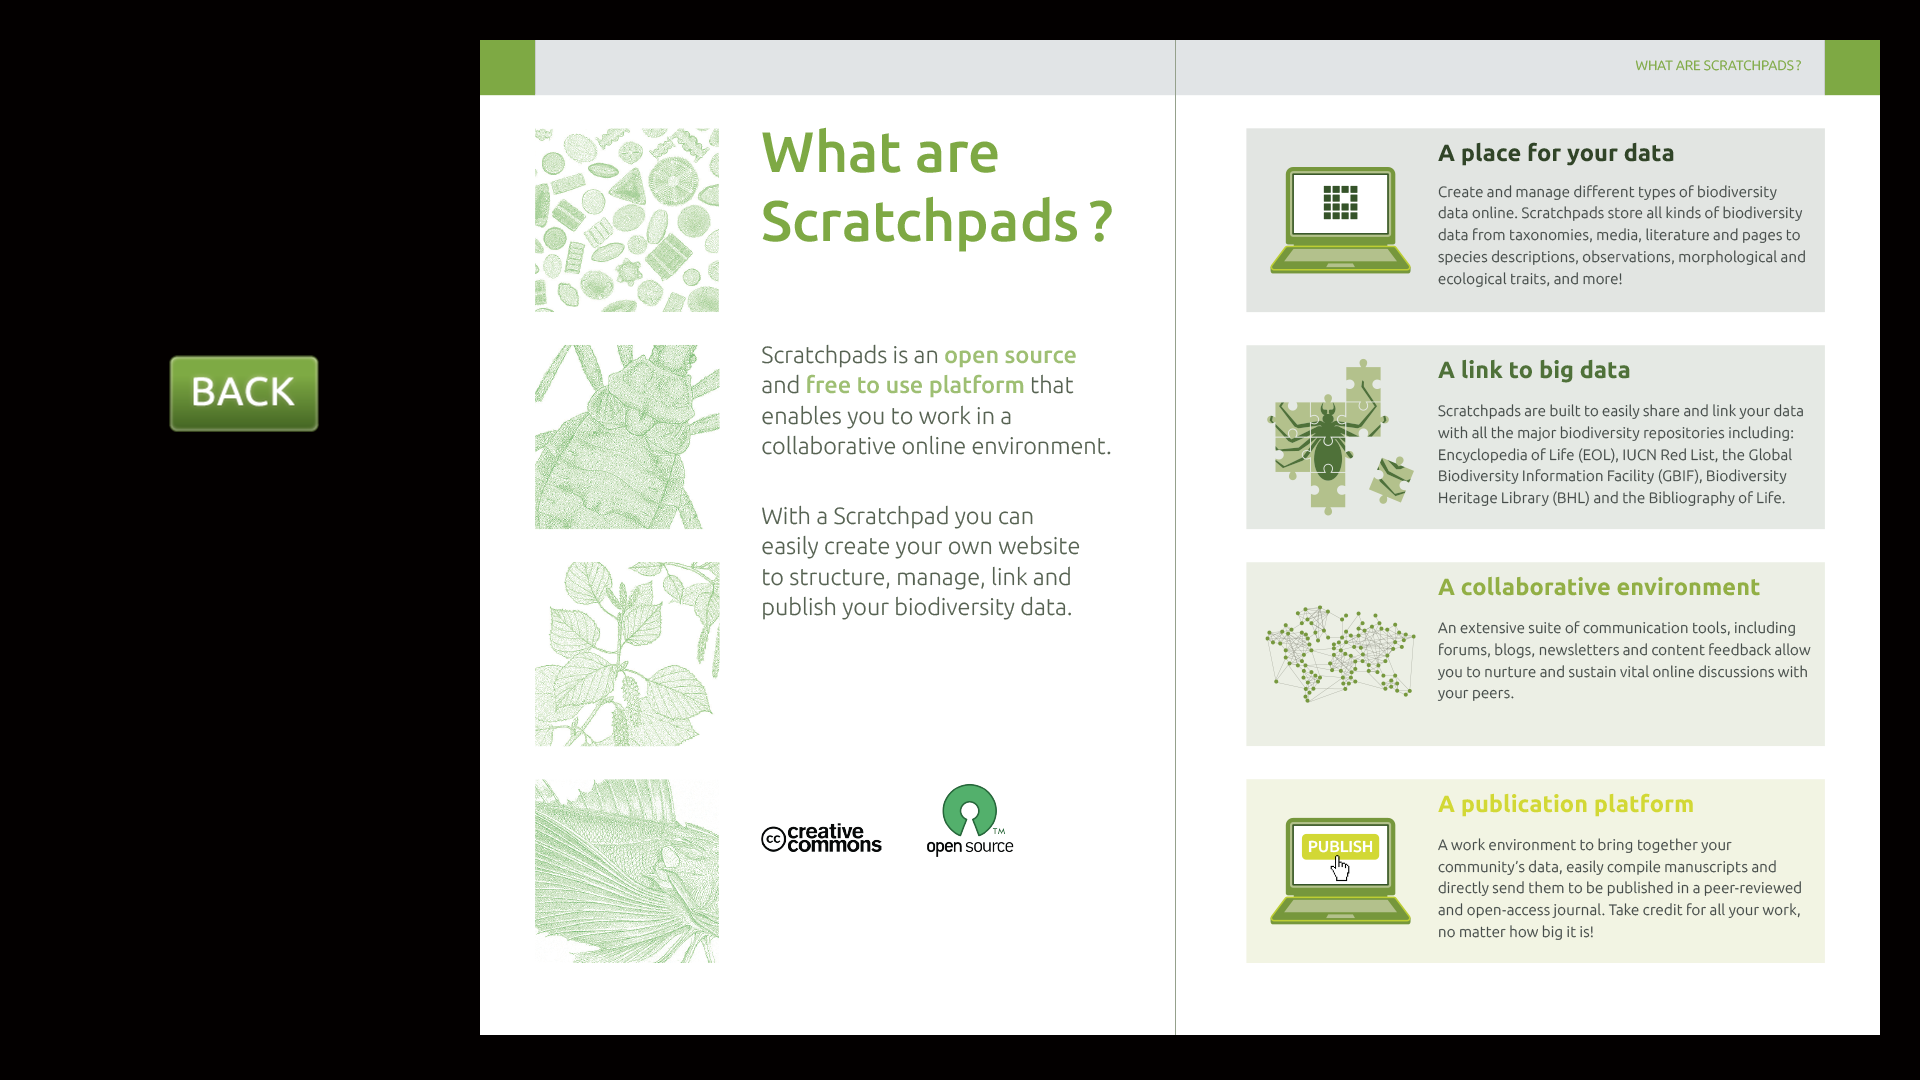 BACK
WHAT ARE SCRATCHPADS?
What are
Scratchpads ?
Scratchpads is an open source
and free to use platform that
enables you to work in a
collaborative online environment.
With a Scratchpad you can
easily create your own website
to structure, manage, link and
publish your biodiversity data.
cc creative
commons
TM
open source
A place for your data
Create and manage different types of biodiversity
data online. Scratchpads store all kinds of biodiversity
data from taxonomies, media, literature and pages to
species descriptions, observations, morphological and
ecological traits, and more!
A link to big data
Scratchpads are built to easily share and link your data
with all the major biodiversity repositories including:
Encyclopedia of Life (EOL), IUCN Red List, the Global
Biodiversity Information Facility (GBIF), Biodiversity
Heritage Library (BHL) and the Bibliography of Life.
A collaborative environment
An extensive suite of communication tools, including
forums, blogs, newsletters and content feedback allow
you to nurture and sustain vital online discussions with
your peers.
A publication platform
PUBLISH
A work environment to bring together your
community's data, easily compile manuscripts and
directly send them to be published in a peer-reviewed
and open-access journal. Take credit for all your work,
no matter how big it is!